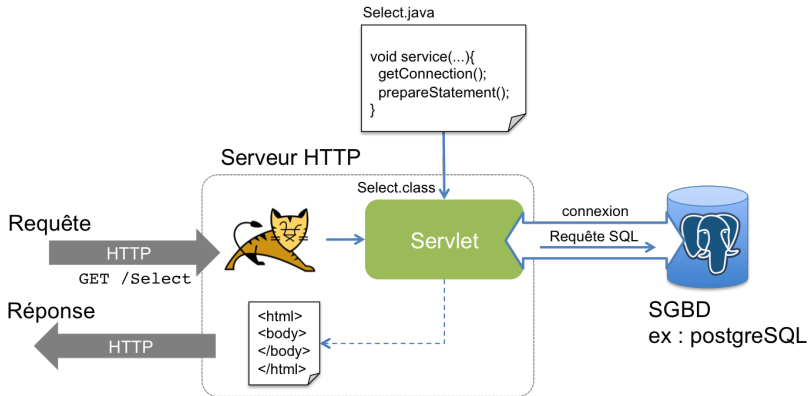 Select.java
void service(...){
getConnection();
prepareStatement();
}
Serveur HTTP
Select.class
Requête
HTTP
GET /Select
Servlet
connexion
Requête SQL
Réponse
HTTP
<html>
<body>
</body>
</html>
SGBD
ex : postgreSQL